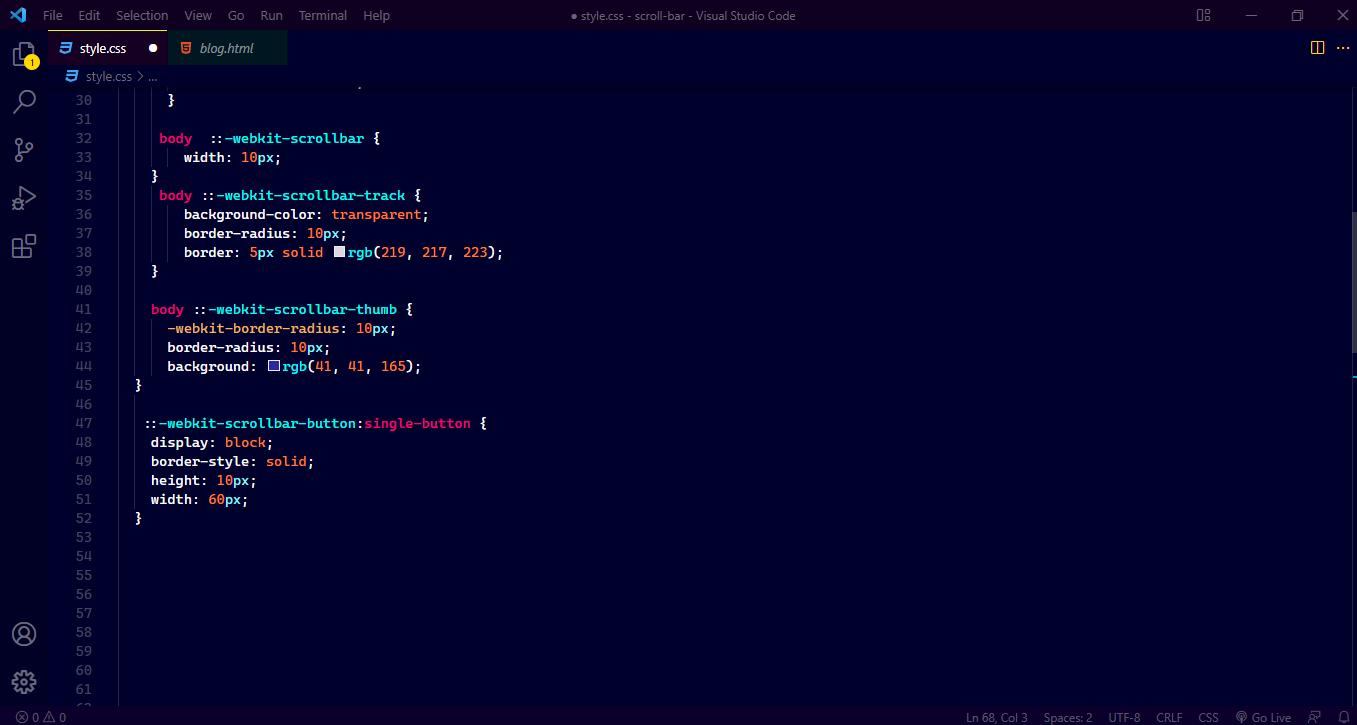 File Edit Selection View Go Run Terminal Help ● style.css - scroll-bar - Visual Studio Code
style.css ● blog.html
1
style.css > ...
30 }
31
32 body  ::-webkit-scrollbar {
33 width: 10px;
34 }
35 body ::-webkit-scrollbar-track {
36 background-color: transparent;
37 border-radius: 10px;
38 border: 5px solid rgb(219, 217, 223);
39 }
40
41 body ::-webkit-scrollbar-thumb {
42 -webkit-border-radius: 10px;
43 border-radius: 10px;
44 background: rgb(41, 41, 165);
45 }
46
47 ::-webkit-scrollbar-button:single-button {
48 display: block;
49 border-style: solid;
50 height: 10px;
51 width: 60px;
52 }
53
54
55
56
57
58
59
60
61
0 0 Ln 68, Col 3 Spaces: 2 UTF-8 CRLF CSS Go Live